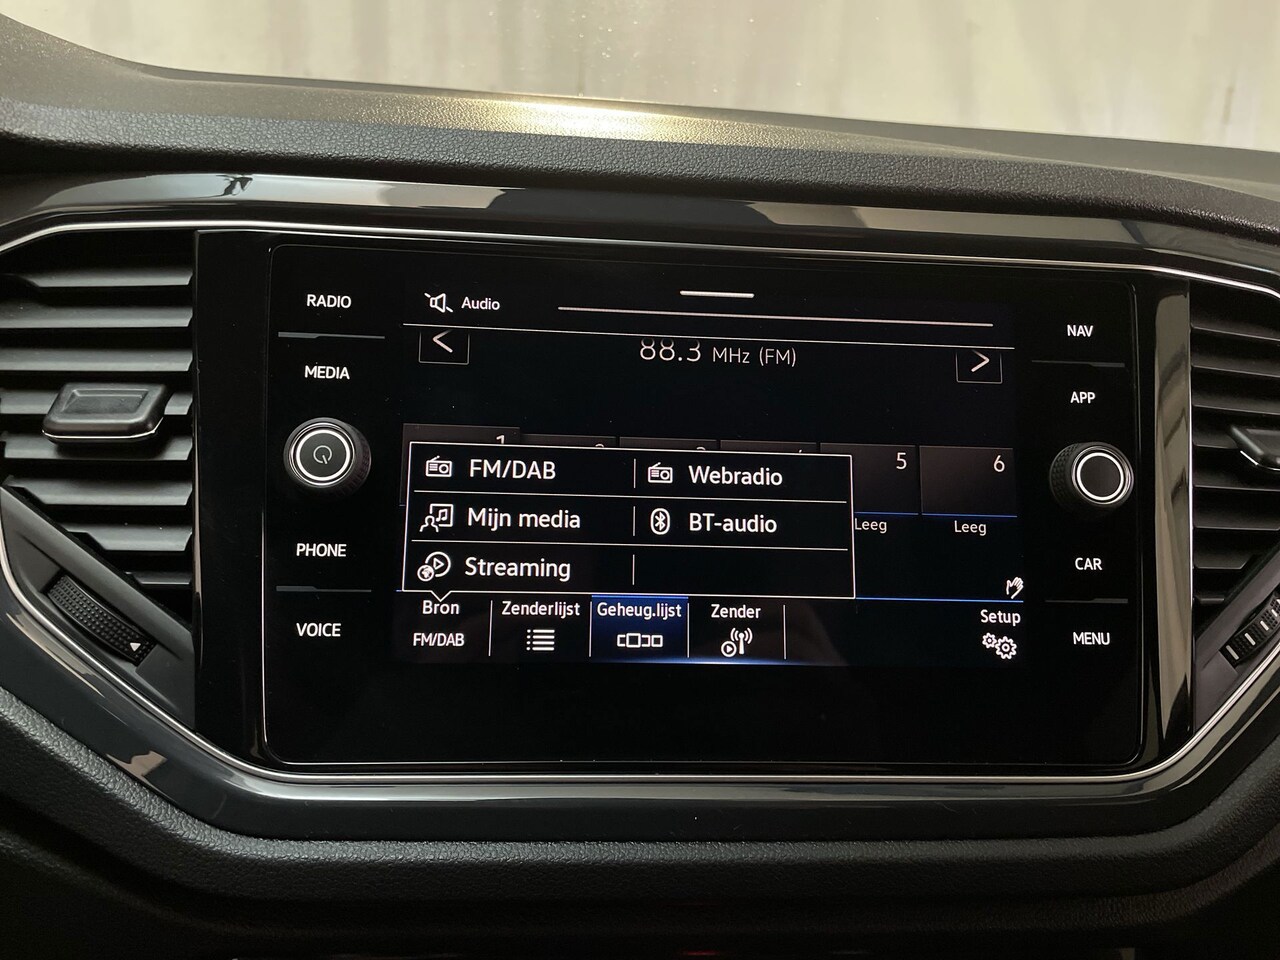 RADIO
MEDIA
PHONE
VOICE
Audio
88.3 MHz (FM)
1
5
6
FM/DAB
Webradio
Mijn media
BT-audio
Streaming
Leeg
Leeg
Bron
FM/DAB
Zenderlijst
Geheug.lijst
Zender
Setup
NAV
APP
CAR
MENU